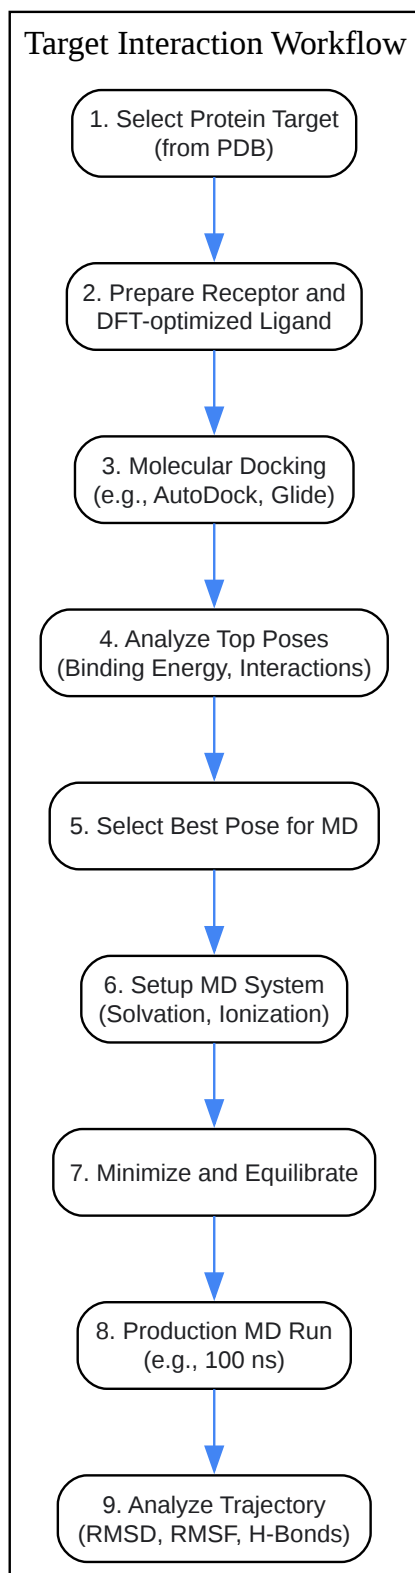 Target Interaction Workflow
1. Select Protein Target
(from PDB)
2. Prepare Receptor and
DFT-optimized Ligand
3. Molecular Docking
(e.g., AutoDock, Glide)
4. Analyze Top Poses
(Binding Energy, Interactions)
5. Select Best Pose for MD
6. Setup MD System
(Solvation, Ionization)
7. Minimize and Equilibrate
8. Production MD Run
(e.g., 100 ns)
9. Analyze Trajectory
(RMSD, RMSF, H-Bonds)